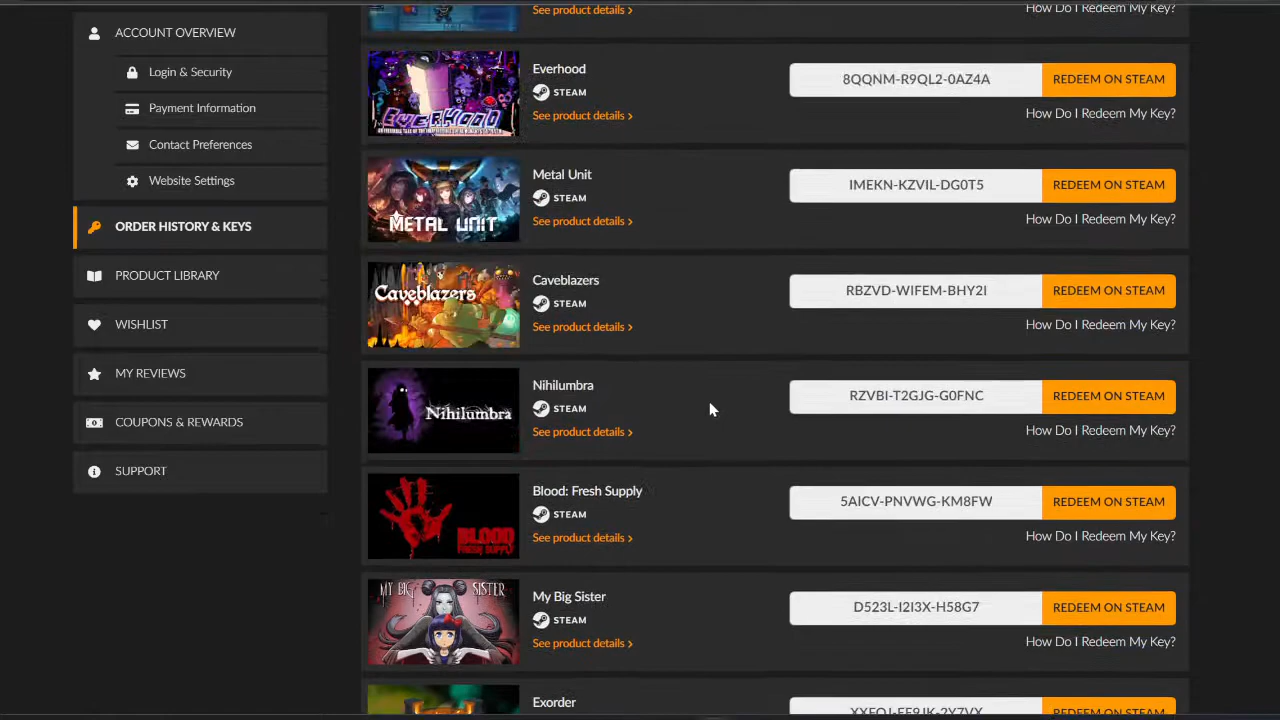 See product details >
How Do I Redeem My Key?
ACCOUNT OVERVIEW
Login & Security
Payment Information
Contact Preferences
Website Settings
ORDER HISTORY & KEYS
PRODUCT LIBRARY
WISHLIST
MY REVIEWS
COUPONS & REWARDS
SUPPORT
EVERHOOD
Everhood
STEAM
See product details >
8QQNM-R9QL2-0AZ4A
REDEEM ON STEAM
How Do I Redeem My Key?
METAL UNIT
Metal Unit
STEAM
See product details >
IMEKN-KZVIL-DG0T5
REDEEM ON STEAM
How Do I Redeem My Key?
Caveblazers
Caveblazers
STEAM
See product details >
RBZVD-WIFEM-BHY2I
REDEEM ON STEAM
How Do I Redeem My Key?
Nihilumbra
Nihilumbra
STEAM
See product details >
RZVBI-T2GJG-G0FNC
REDEEM ON STEAM
How Do I Redeem My Key?
BLOOD
FRESH SUPPLY
Blood: Fresh Supply
STEAM
See product details >
5AICV-PNVWG-KM8FW
REDEEM ON STEAM
How Do I Redeem My Key?
MY BIG SISTER
My Big Sister
STEAM
See product details >
D523L-I2I3X-H58G7
REDEEM ON STEAM
How Do I Redeem My Key?
Exorder
REDEEM ON STEAM